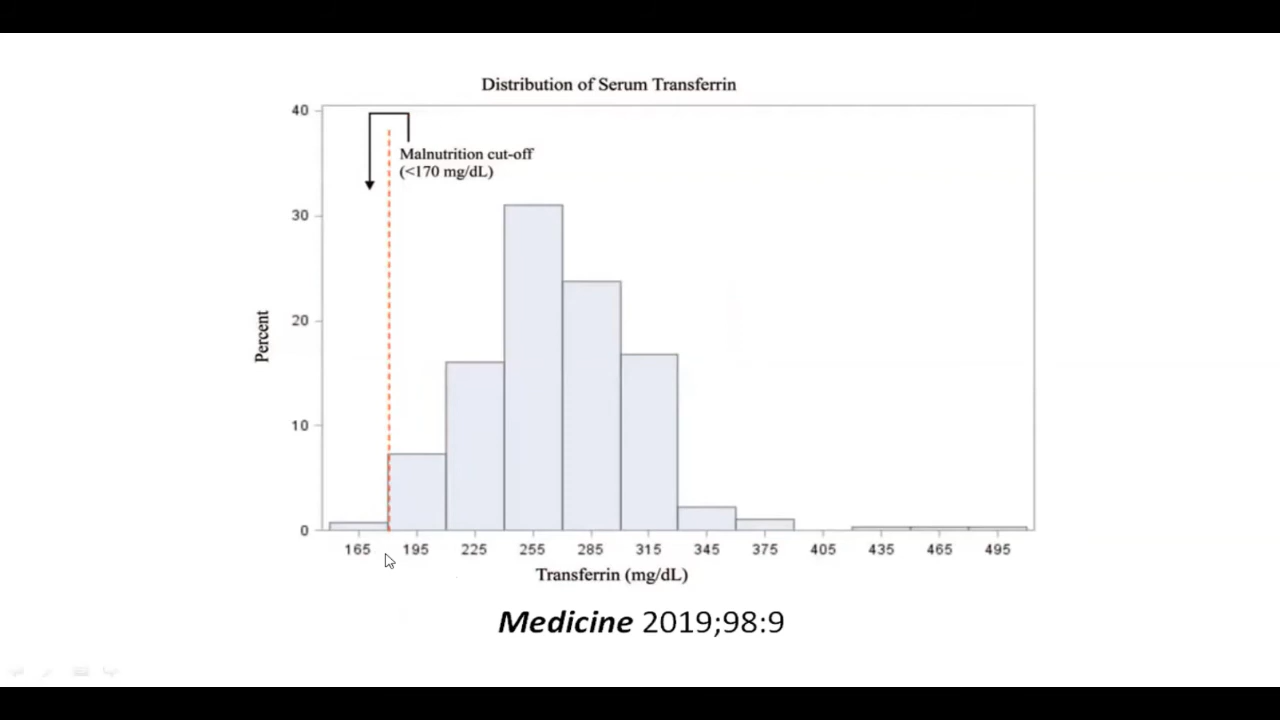 Distribution of Serum Transferrin
40
Malnutrition cut-off
(<170 mg/dL)
30
20
10
0
Percent
165 195 225 255 285 315 345 375 405 435 465 495
Transferrin (mg/dL)
Medicine 2019;98:9